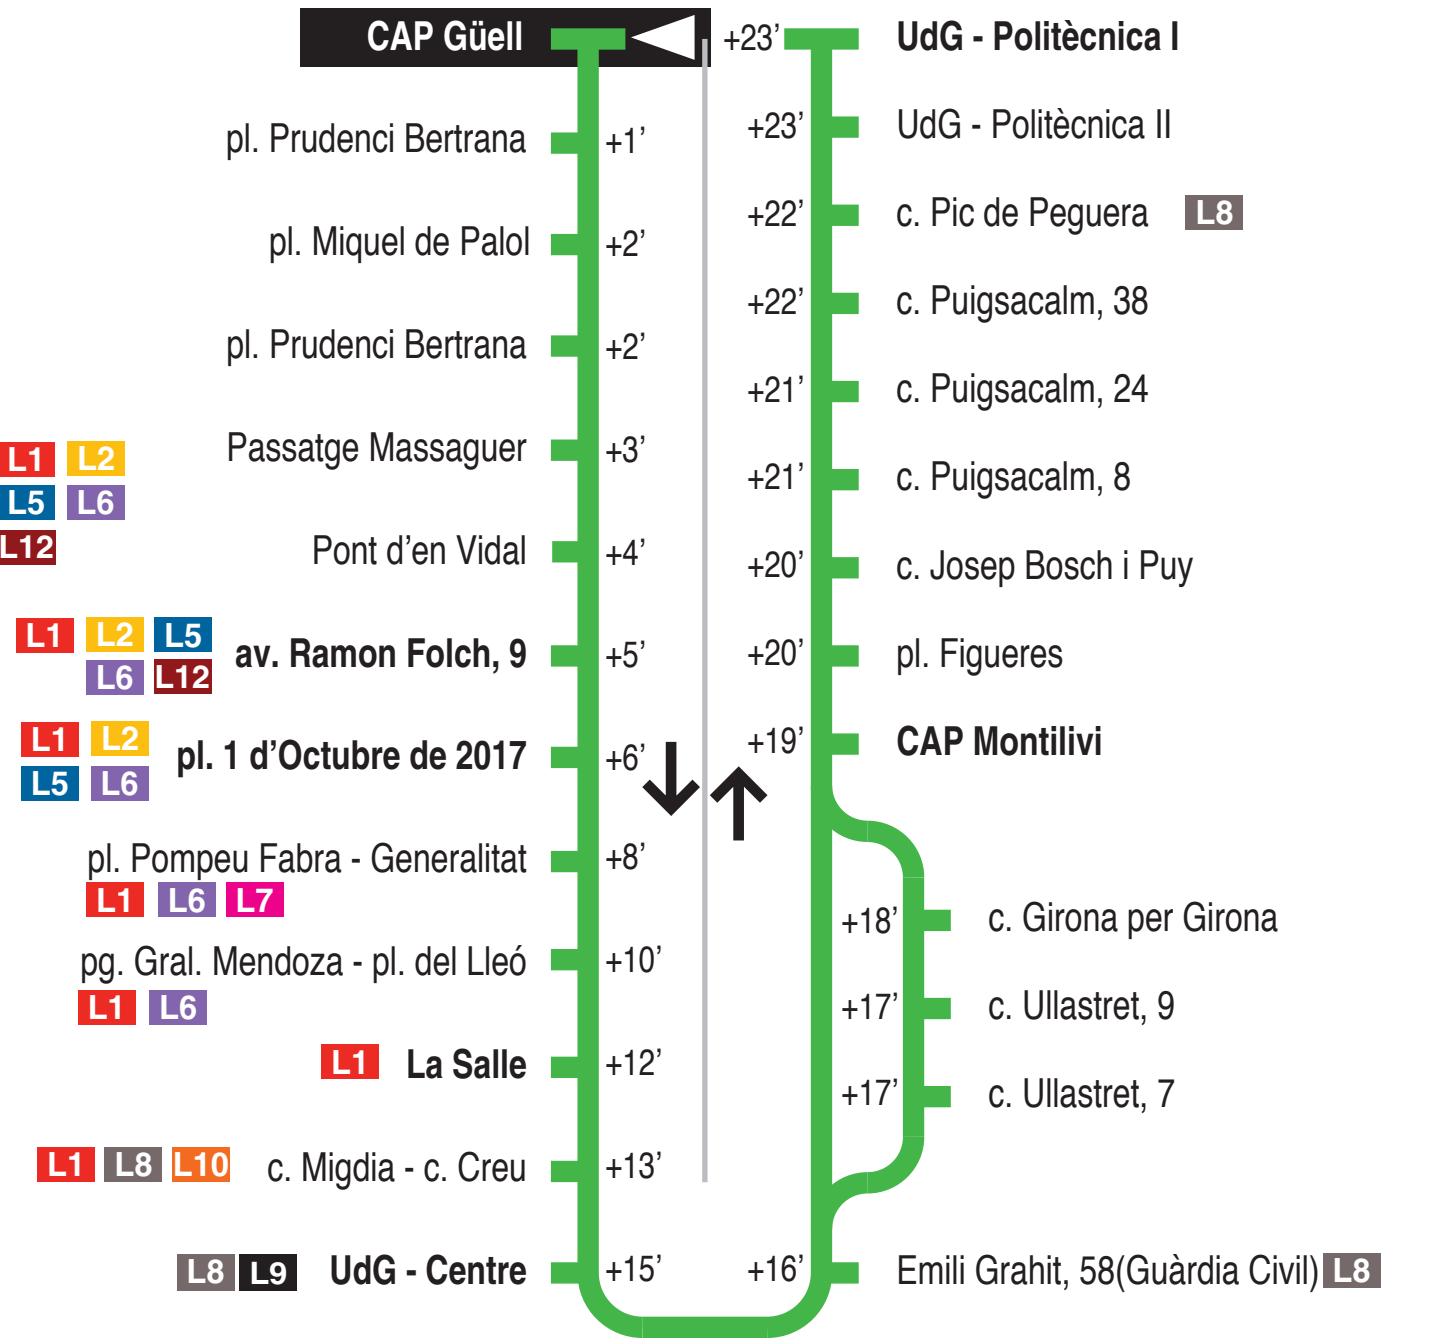 CAP Güell
pl. Prudenci Bertrana +1’
pl. Miquel de Palol +2’
pl. Prudenci Bertrana +2’
Passatge Massaguer +3’
L1 L2
L5 L6
L12
Pont d’en Vidal +4’
L1 L2 L5
L6 L12
av. Ramon Folch, 9 +5’
L1 L2
L5 L6
pl. 1 d’Octubre de 2017 +6’
pl. Pompeu Fabra - Generalitat +8’
L1 L6 L7
pg. Gral. Mendoza - pl. del Lleó +10’
L1 L6
L1 La Salle +12’
L1 L8 L10 c. Migdia - c. Creu +13’
L8 L9 UdG - Centre +15’
+23’ UdG - Politècnica I
+23’ UdG - Politècnica II
+22’ c. Pic de Peguera L8
+22’ c. Puigsacalm, 38
+21’ c. Puigsacalm, 24
+21’ c. Puigsacalm, 8
+20’ c. Josep Bosch i Puy
+20’ pl. Figueres
+19’ CAP Montilivi
+18’ c. Girona per Girona
+17’ c. Ullastret, 9
+17’ c. Ullastret, 7
+16’ Emili Grahit, 58(Guàrdia Civil) L8